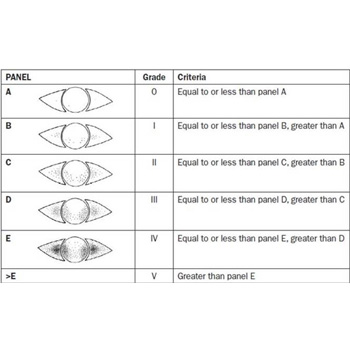 PANEL Grade Criteria
A 0 Equal to or less than panel A
B I Equal to or less than panel B, greater than A
C II Equal to or less than panel C, greater than B
D III Equal to or less than panel D, greater than C
E IV Equal to or less than panel E, greater than D
>E V Greater than panel E